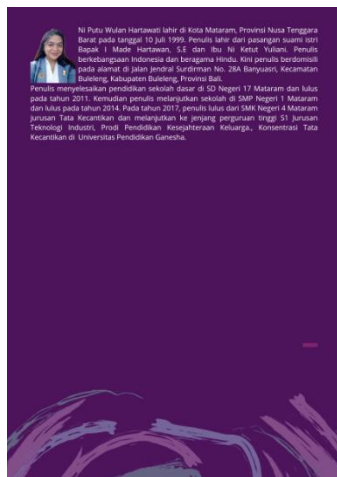 Ni Putu Wulan Hartawati lahir di Kota Mataram, Provinsi Nusa Tenggara
Barat pada tanggal 10 Juli 1999. Penulis lahir dari pasangan suami istri
Bapak I Made Hartawan, S.E dan Ibu Ni Ketut Yuliani. Penulis
berkebangsaan Indonesia dan beragama Hindu. Kini penulis berdomisili
pada alamat di Jalan Jendral Surdirman No. 28A Banyuasri, Kecamatan
Buleleng, Kabupaten Buleleng, Provinsi Bali.
Penulis menyelesaikan pendidikan sekolah dasar di SD Negeri 17 Mataram dan lulus
pada tahun 2011. Kemudian penulis melanjutkan sekolah di SMP Negeri 1 Mataram
dan lulus pada tahun 2014. Pada tahun 2017, penulis lulus dari SMK Negeri 4 Mataram
jurusan Tata Kecantikan dan melanjutkan ke jenjang perguruan tinggi S1 Jurusan
Teknologi Industri, Prodi Pendidikan Kesejahteraan Keluarga., Konsentrasi Tata
Kecantikan di Universitas Pendidikan Ganesha.